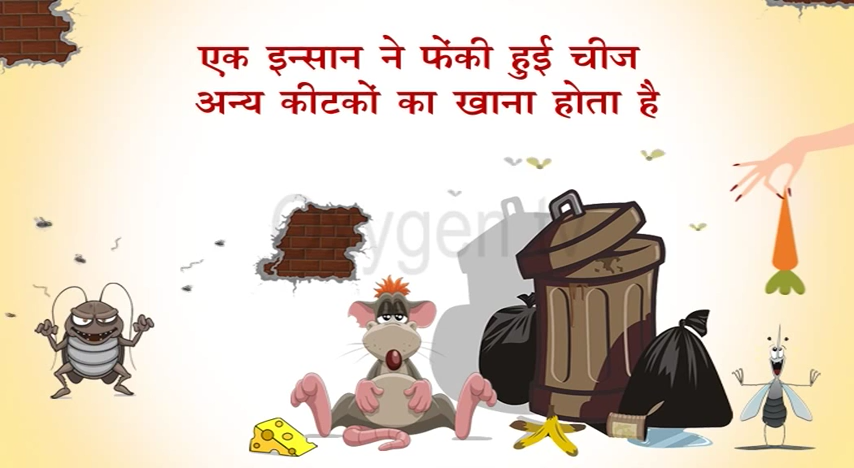 एक इन्सान ने फेंकी हुई चीज
अन्य कीटकों का खाना होता है